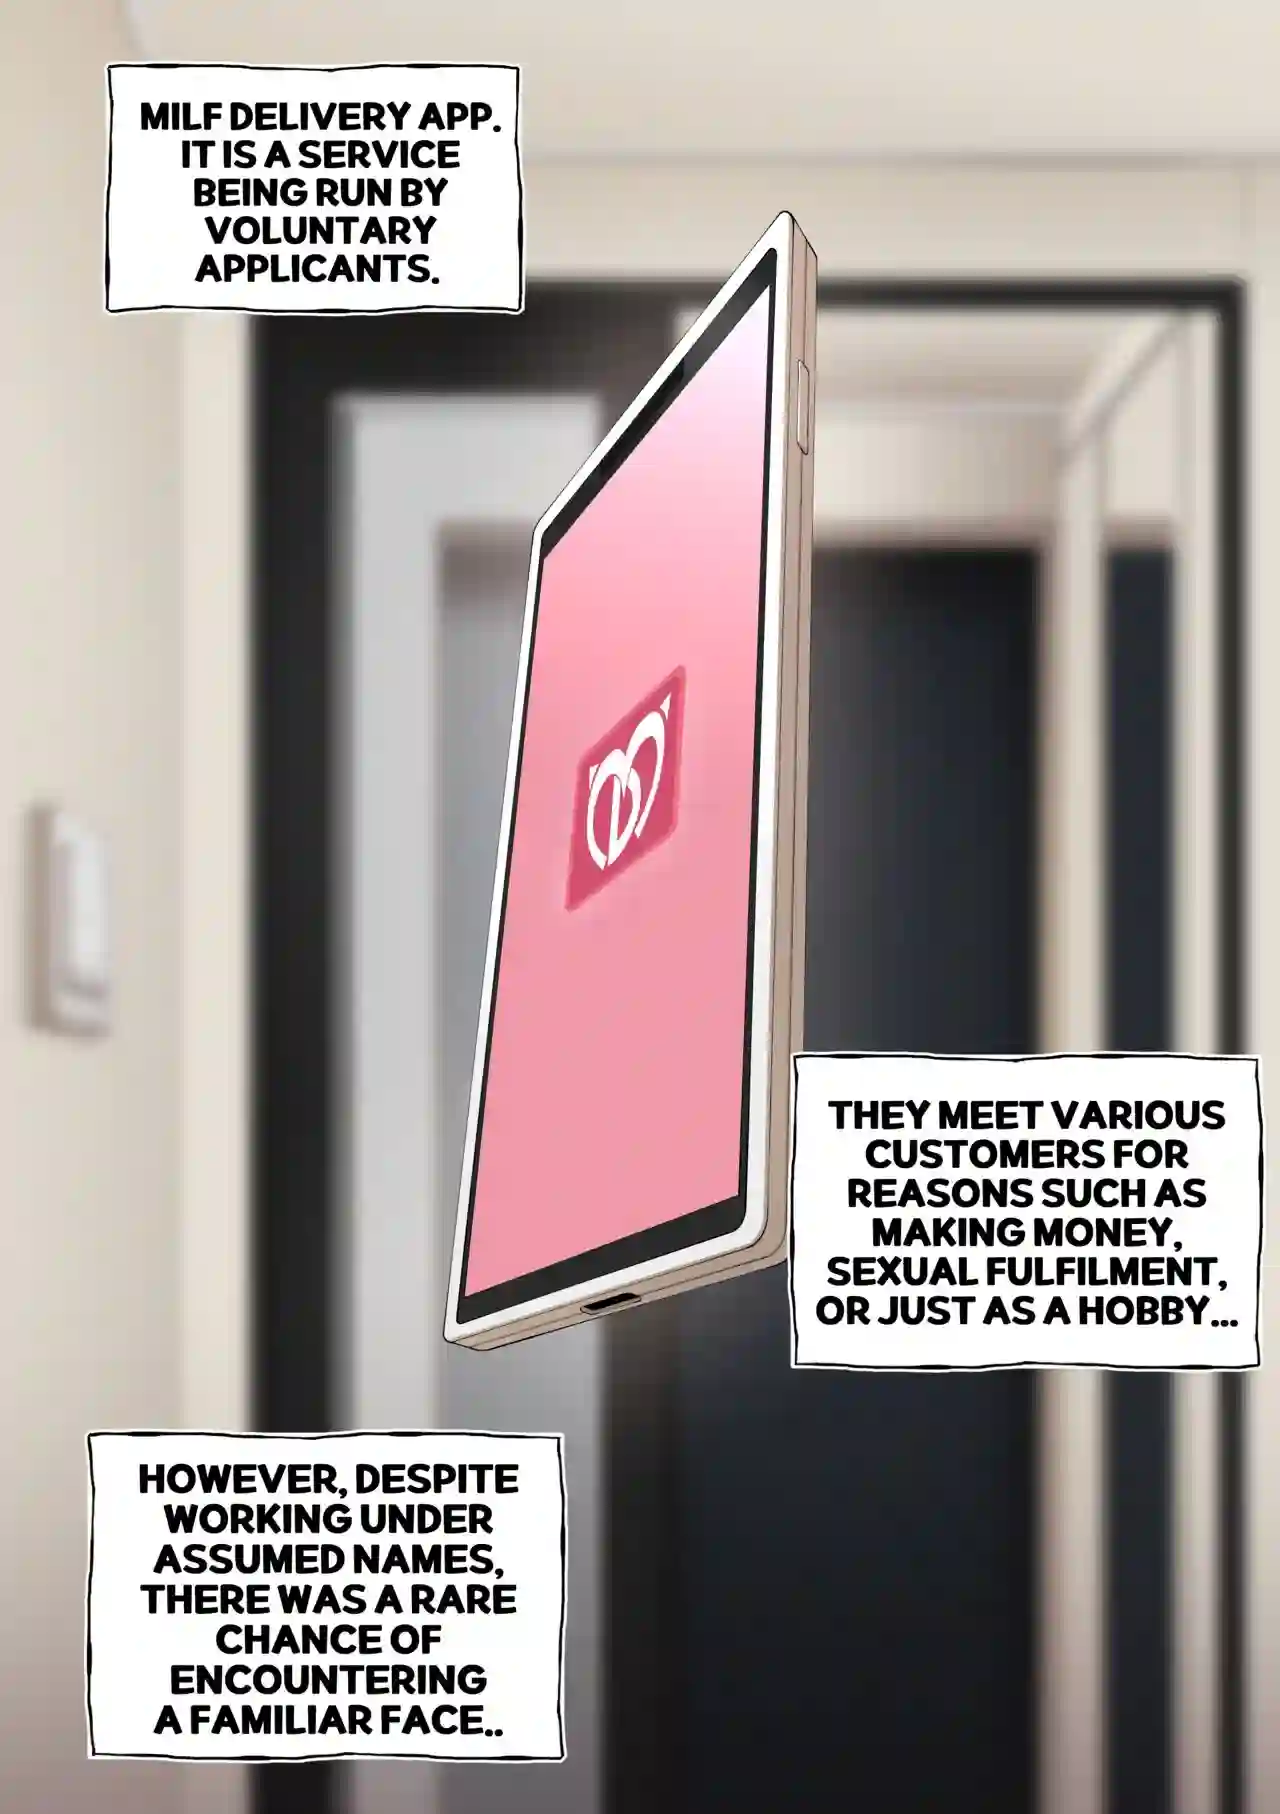 MILF DELIVERY APP.
IT IS A SERVICE
BEING RUN BY
VOLUNTARY
APPLICANTS.
THEY MEET VARIOUS
CUSTOMERS FOR
REASONS SUCH AS
MAKING MONEY,
SEXUAL FULFILMENT,
OR JUST AS A HOBBY...
HOWEVER, DESPITE
WORKING UNDER
ASSUMED NAMES,
THERE WAS A RARE
CHANCE OF
ENCOUNTERING
A FAMILIAR FACE..